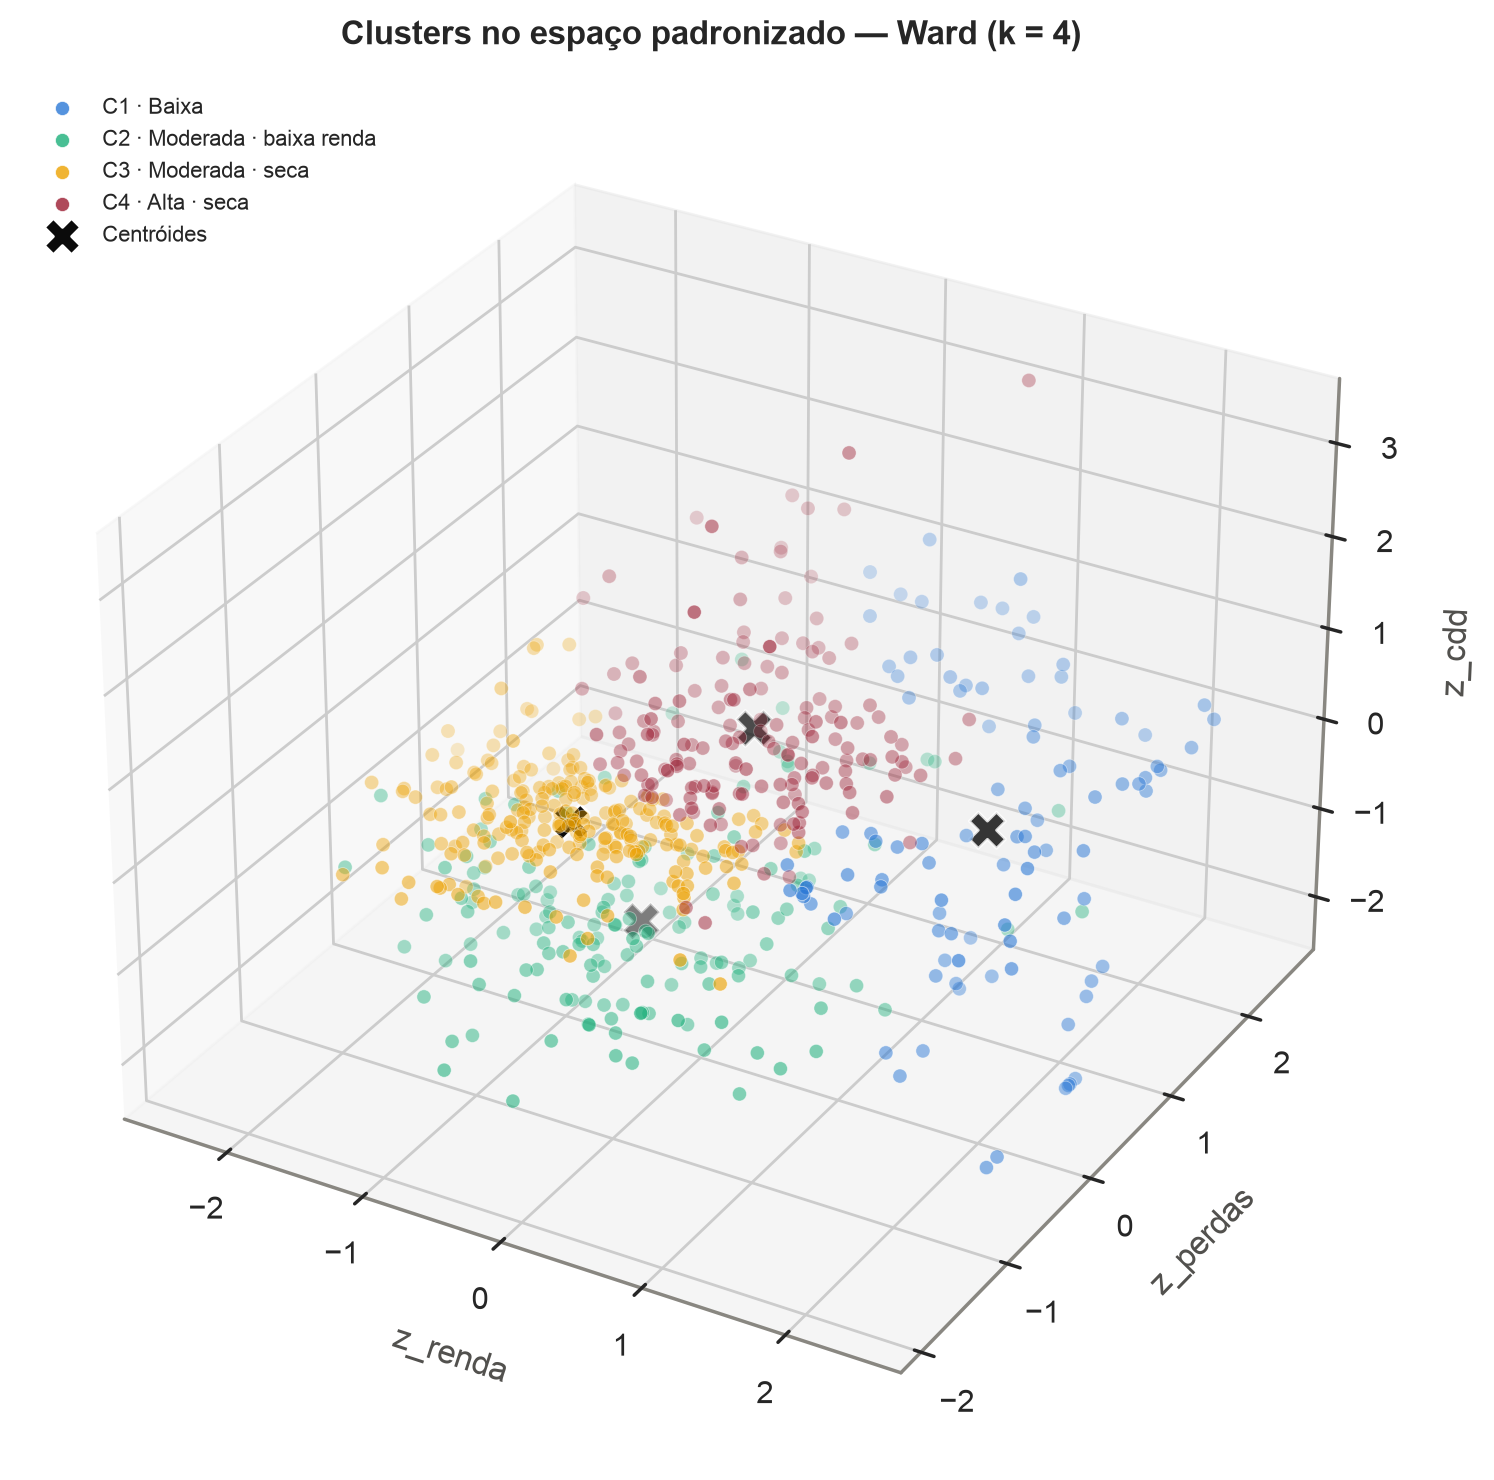 Clusters no espaço padronizado — Ward (k = 4)
C1 · Baixa
C2 · Moderada · baixa renda
C3 · Moderada · seca
C4 · Alta · seca
Centróides
3
2
1
0
−1
−2
z_cdd
2
1
0
−1
−2
z_perdas
−2
−1
0
1
2
z_renda